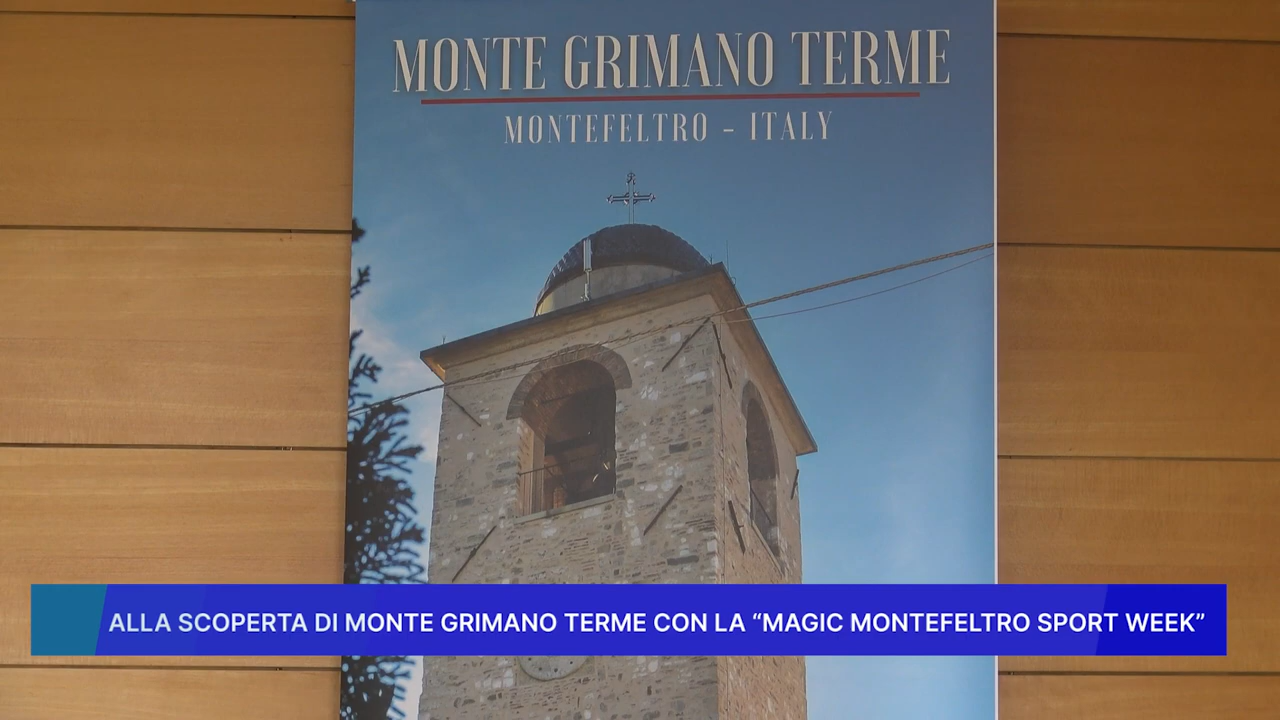 MONTE GRIMANO TERME
MONTEFELTRO - ITALY
ALLA SCOPERTA DI MONTE GRIMANO TERME CON LA “MAGIC MONTEFELTRO SPORT WEEK”